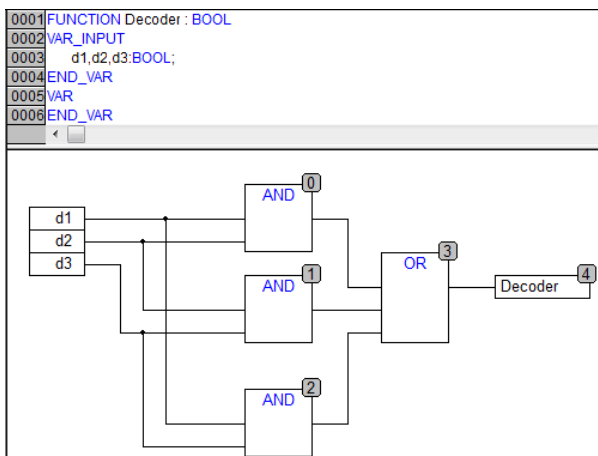 0001 FUNCTION Decoder : BOOL
0002 VAR_INPUT
0003 d1,d2,d3:BOOL;
0004 END_VAR
0005 VAR
0006 END_VAR
AND 0
d1
d2
d3
OR 3
AND 1
Decoder 4
AND 2